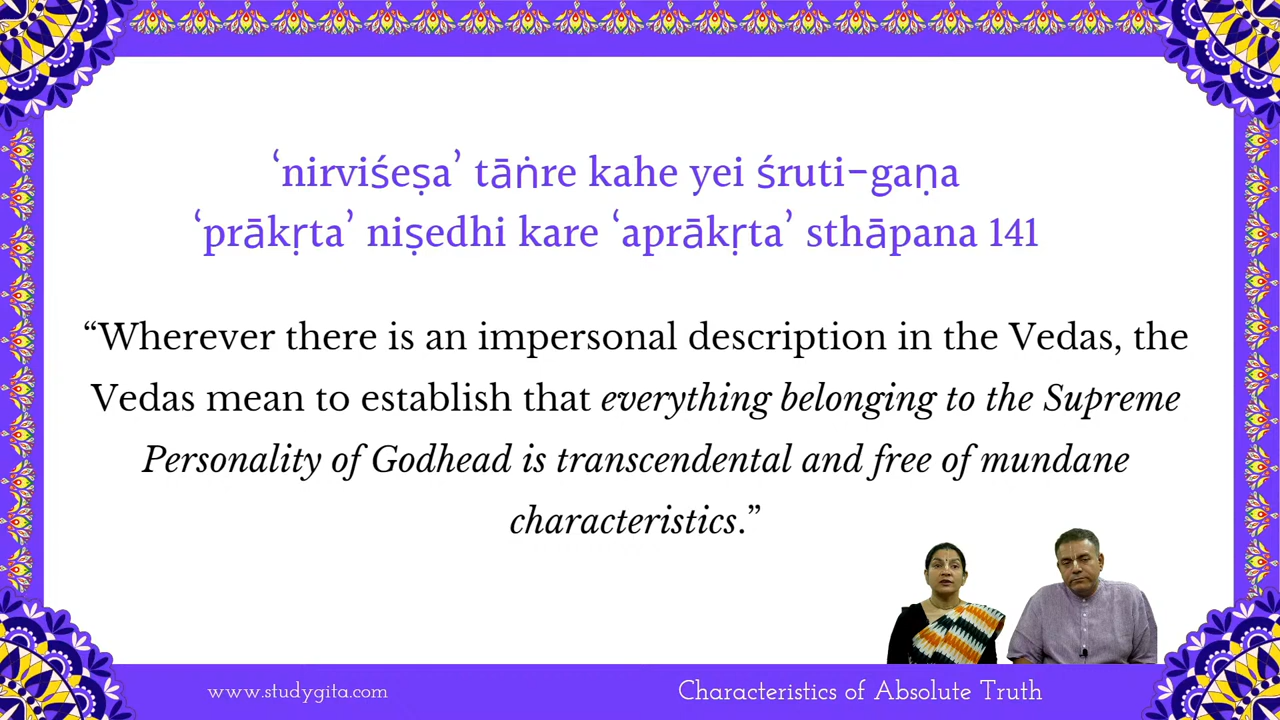 ‘nirviśeṣa’ tāṅre kahe yei śruti-gaṇa
‘prākṛta’ niṣedhi kare ‘aprākṛta’ sthāpana 141
“Wherever there is an impersonal description in the Vedas, the
Vedas mean to establish that everything belonging to the Supreme
Personality of Godhead is transcendental and free of mundane
characteristics.”
www.studygita.com
Characteristics of Absolute Truth